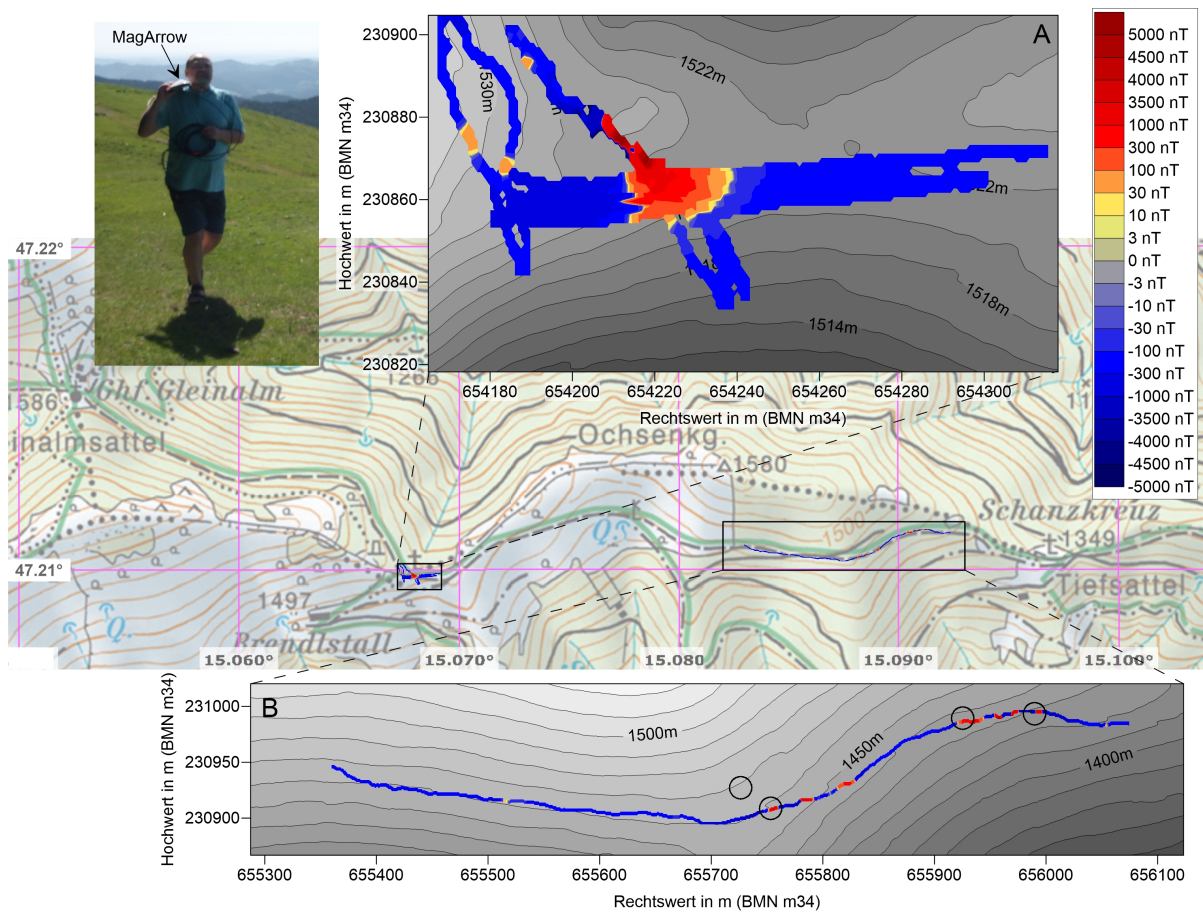 MagArrow
A
230900
230880
230860
230840
230820
Hochwert in m (BMN m34)
1530m
1522m
1518m
1514m
654180
654200
654220
654240
654260
654280
654300
Rechtswert in m (BMN m34)
5000 nT
4500 nT
4000 nT
3500 nT
1000 nT
300 nT
100 nT
30 nT
10 nT
3 nT
0 nT
-3 nT
-10 nT
-30 nT
-100 nT
-300 nT
-1000 nT
-3500 nT
-4000 nT
-4500 nT
-5000 nT
47.22°
Ghf. Gleinalm
1586
inalmsattel
Ochsenkg.
1580
1500
Schanzkreuz
1349
Tiefsattel
47.21°
1497
Brendlstall
Q.
Q.
15.060°
15.070°
15.080°
15.090°
15.100°
B
231000
230950
230900
Hochwert in m (BMN m34)
1500m
1450m
1400m
655300
655400
655500
655600
655700
655800
655900
656000
656100
Rechtswert in m (BMN m34)